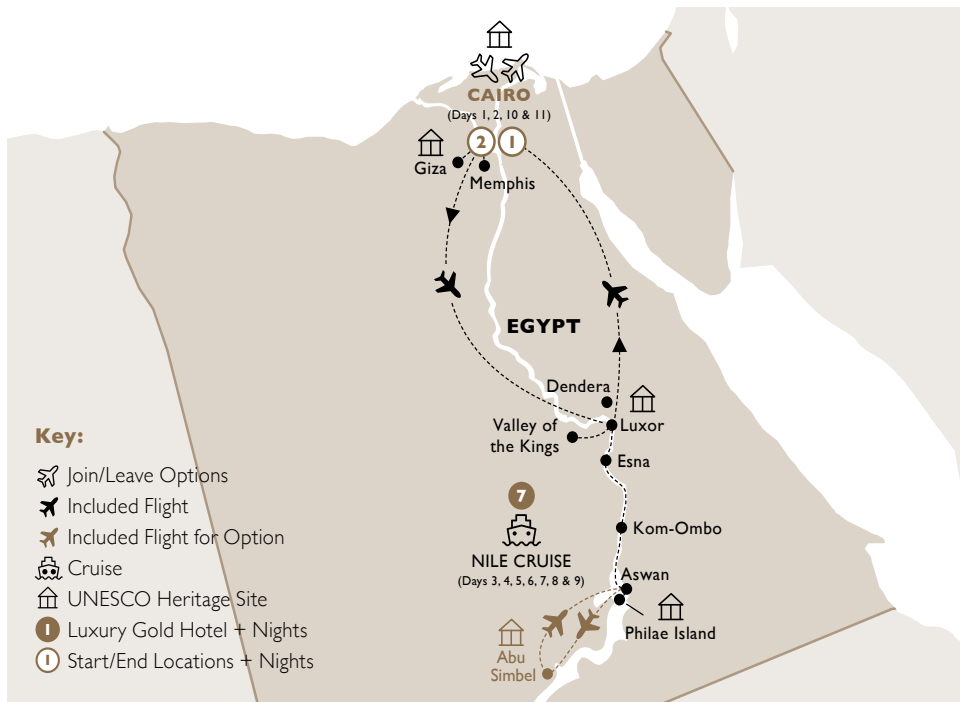 CAIRO
(Days 1, 2, 10 & 11)
2
1
Giza
Memphis
EGYPT
Dendera
Valley of
the Kings
Luxor
Esna
7
NILE CRUISE
(Days 3, 4, 5, 6, 7, 8 & 9)
Kom-Ombo
Aswan
Philae Island
Abu
Simbel
Key:
Join/Leave Options
Included Flight
Included Flight for Option
Cruise
UNESCO Heritage Site
1 Luxury Gold Hotel + Nights
1 Start/End Locations + Nights